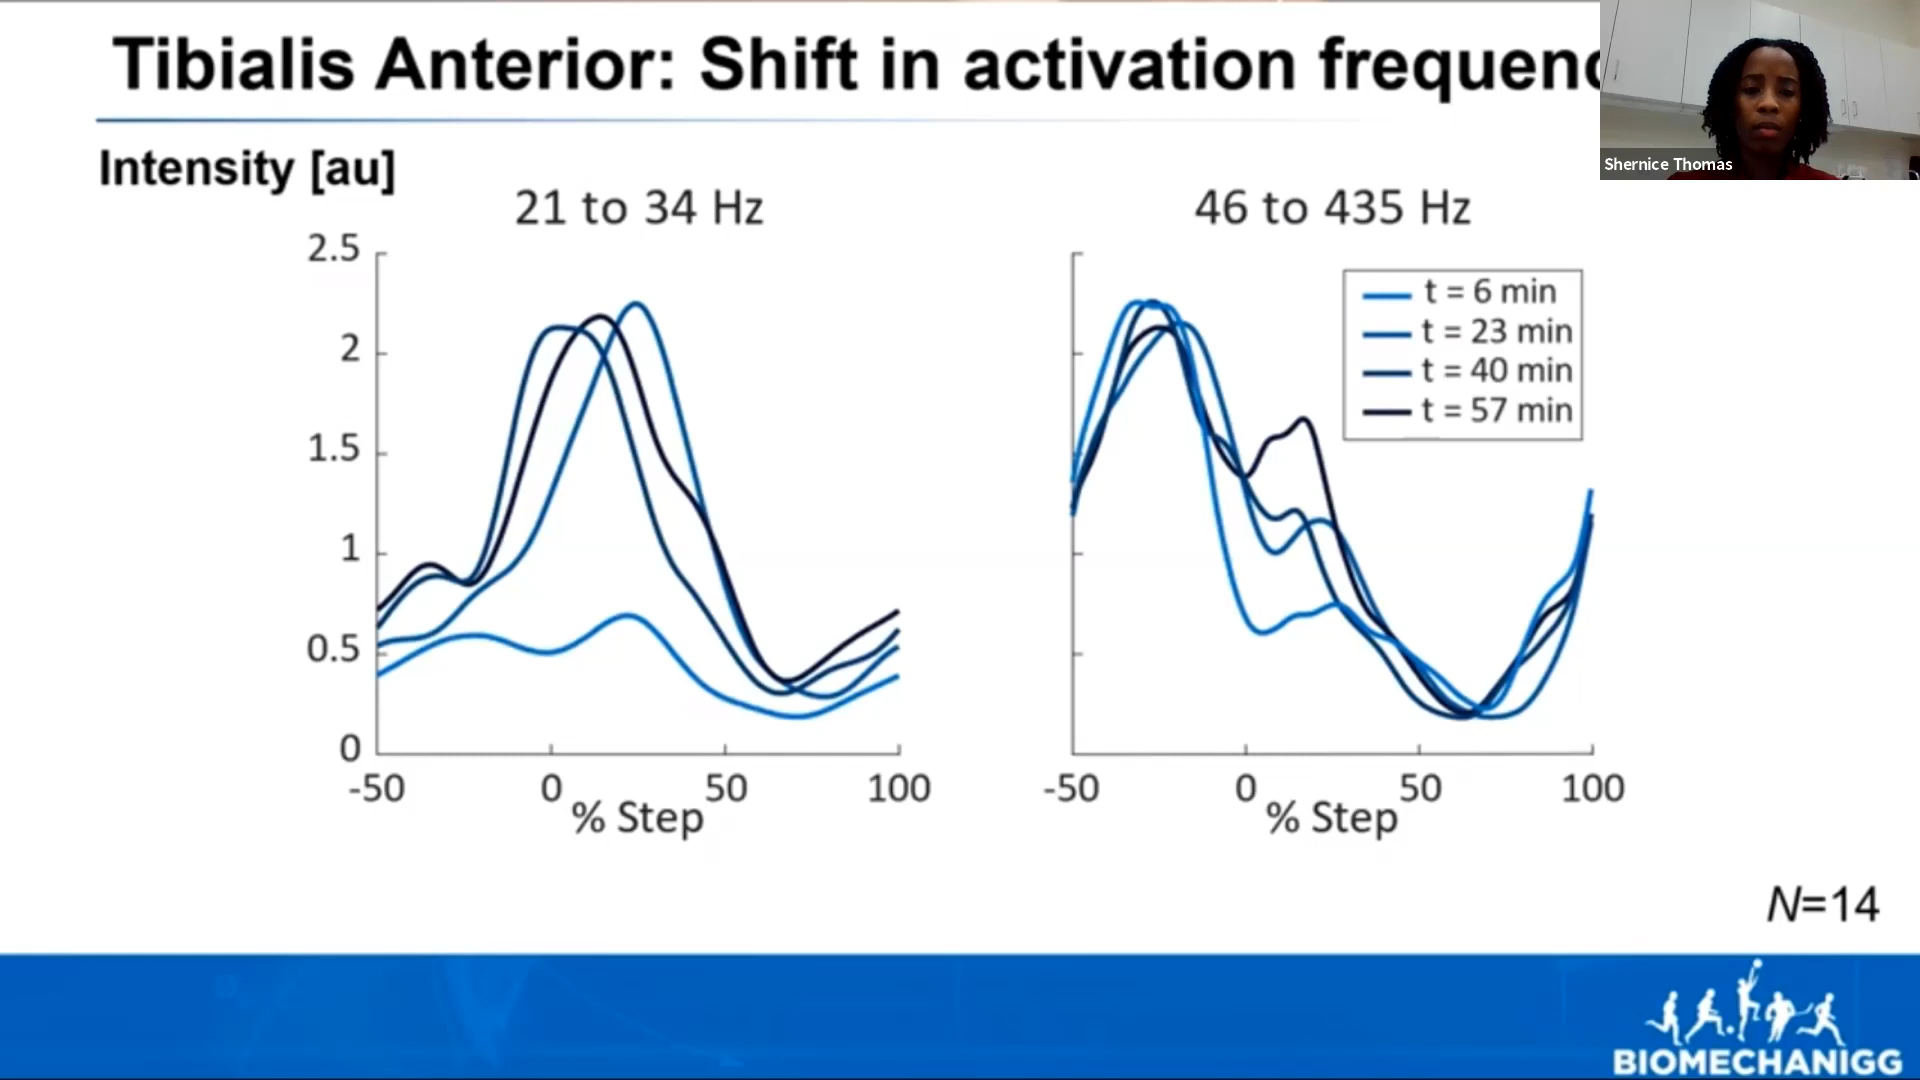 Tibialis Anterior: Shift in activation frequenc
Shernice Thomas
Intensity [au]
21 to 34 Hz
46 to 435 Hz
2.5
2
1.5
1
0.5
0
-50 0 50 100
% Step
t = 6 min
t = 23 min
t = 40 min
t = 57 min
-50 0 50 100
% Step
N=14
BIOMECHANIGG